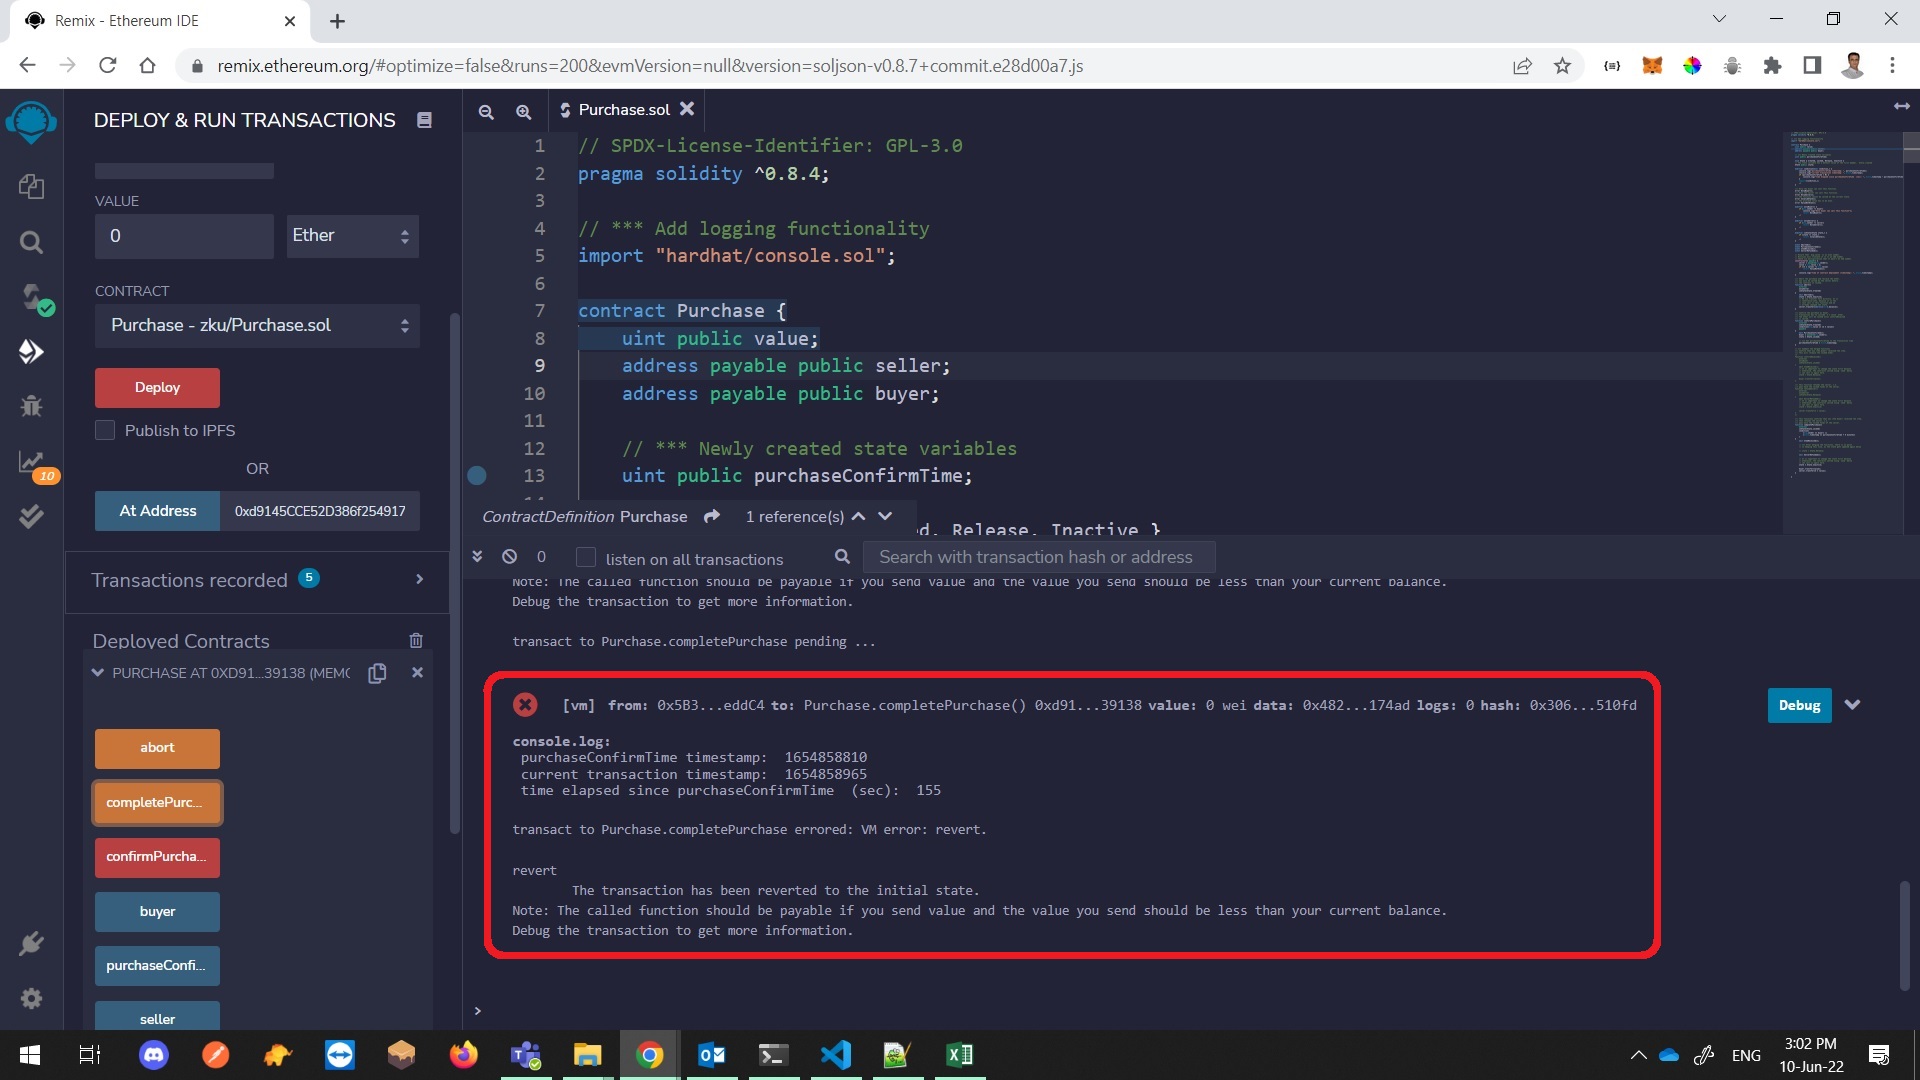 Remix - Ethereum IDE
remix.ethereum.org/#optimize=false&runs=200&evmVersion=null&version=soljson-v0.8.7+commit.e28d00a7.js
DEPLOY & RUN TRANSACTIONS
VALUE
0
Ether
CONTRACT
Purchase - zku/Purchase.sol
Deploy
Publish to IPFS
OR
At Address
0xd9145CCE52D386f254917
Transactions recorded 5
Deployed Contracts
PURCHASE AT 0XD91...39138 (MEMO
abort
completePurc...
confirmPurcha...
buyer
purchaseConfi...
seller
10
Purchase.sol
1 // SPDX-License-Identifier: GPL-3.0
2 pragma solidity ^0.8.4;
3
4 // *** Add logging functionality
5 import "hardhat/console.sol";
6
7 contract Purchase {
8 uint public value;
9 address payable public seller;
10 address payable public buyer;
11
12 // *** Newly created state variables
13 uint public purchaseConfirmTime;
14
ContractDefinition Purchase 1 reference(s)
d, Release, Inactive }
0
listen on all transactions
Search with transaction hash or address
Note: The called function should be payable if you send value and the value you send should be less than your current balance.
Debug the transaction to get more information.
transact to Purchase.completePurchase pending ...
[vm] from: 0x5B3...eddC4 to: Purchase.completePurchase() 0xd91...39138 value: 0 wei data: 0x482...174ad logs: 0 hash: 0x306...510fd
Debug
console.log:
purchaseConfirmTime timestamp: 1654858810
current transaction timestamp: 1654858965
time elapsed since purchaseConfirmTime (sec): 155
transact to Purchase.completePurchase errored: VM error: revert.
revert
The transaction has been reverted to the initial state.
Note: The called function should be payable if you send value and the value you send should be less than your current balance.
Debug the transaction to get more information.
>
ENG
3:02 PM
10-Jun-22